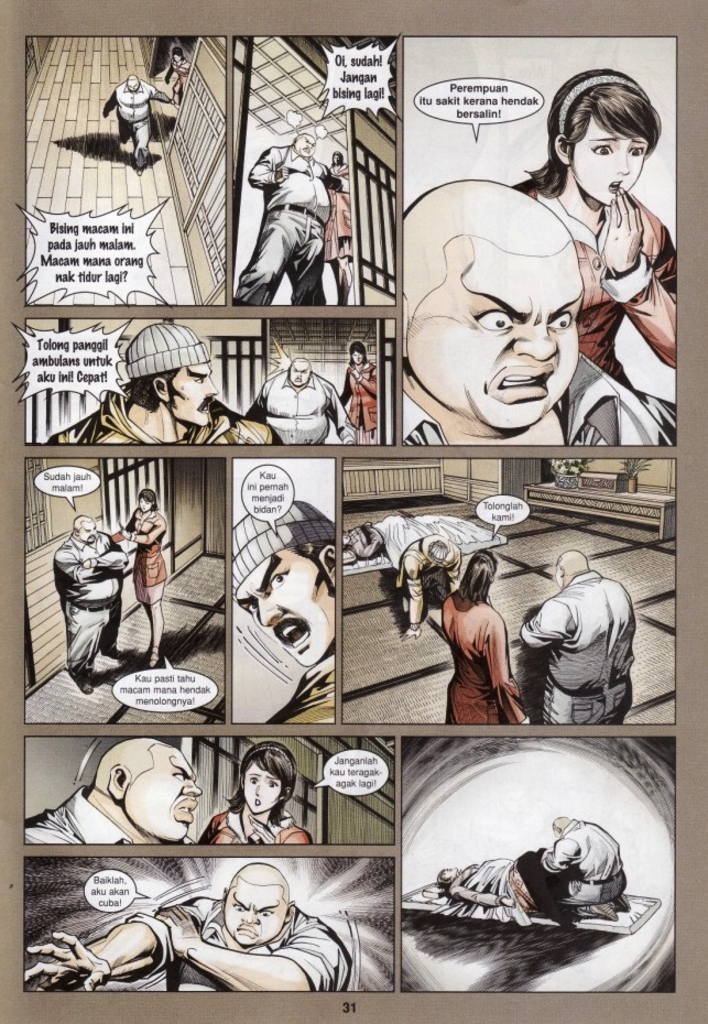 Bising macam ini
pada jauh malam.
Macam mana orang
nak tidur lagi?
Oi, sudah!
Jangan
bising lagi!
Perempuan
itu sakit kerana hendak
bersalin!
Tolong panggil
ambulans untuk
aku ini! Cepat!
Sudah jauh
malam!
Kau pasti tahu
macam mana hendak
menolongnya!
Kau
ini pernah
menjadi
bidan?
Tolonglah
kami!
Janganlah
kau teragak-
agak lagi!
Baiklah,
aku akan
cuba!
31